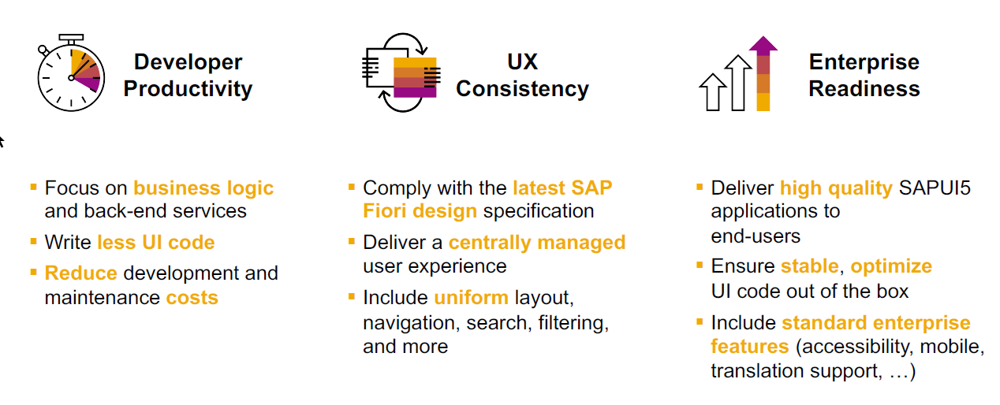 Developer
Productivity
Focus on business logic
and back-end services
Write less UI code
Reduce development and
maintenance costs
UX
Consistency
Comply with the latest SAP
Fiori design specification
Deliver a centrally managed
user experience
Include uniform layout,
navigation, search, filtering,
and more
Enterprise
Readiness
Deliver high quality SAPUI5
applications to
end-users
Ensure stable, optimize
UI code out of the box
Include standard enterprise
features (accessibility, mobile,
translation support, …)